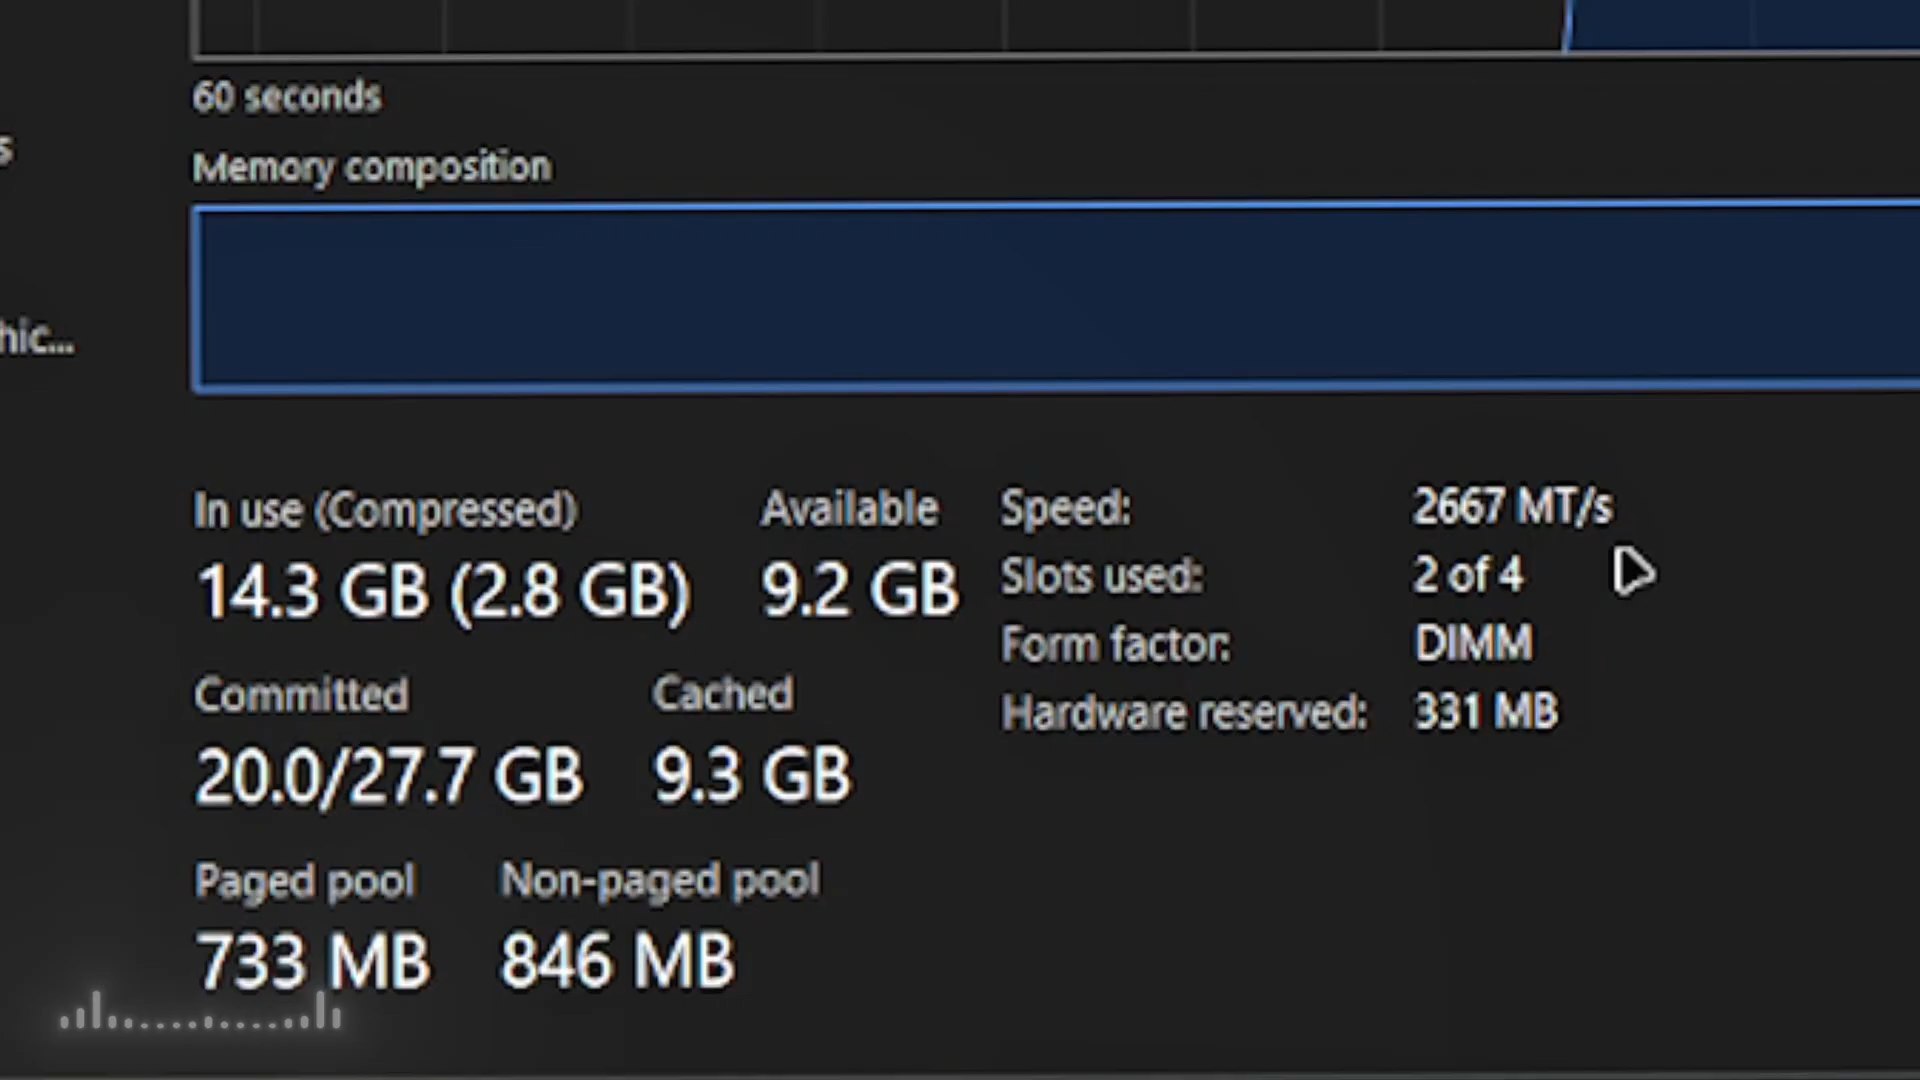 60 seconds
s
Memory composition
hic...
In use (Compressed) Available
14.3 GB (2.8 GB) 9.2 GB
Committed Cached
20.0/27.7 GB 9.3 GB
Paged pool Non-paged pool
733 MB 846 MB
Speed: 2667 MT/s
Slots used: 2 of 4
Form factor: DIMM
Hardware reserved: 331 MB